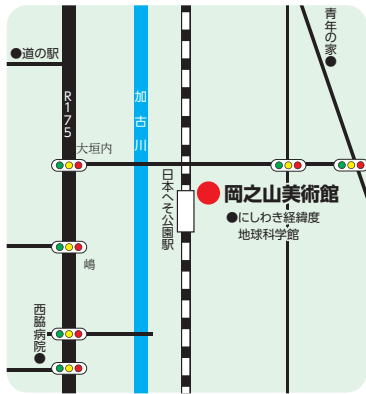 青年の家
道の駅
R175
加古川
大垣内
日本へそ公園駅
岡之山美術館
にしわき経緯度
地球科学館
嶋
西脇病院